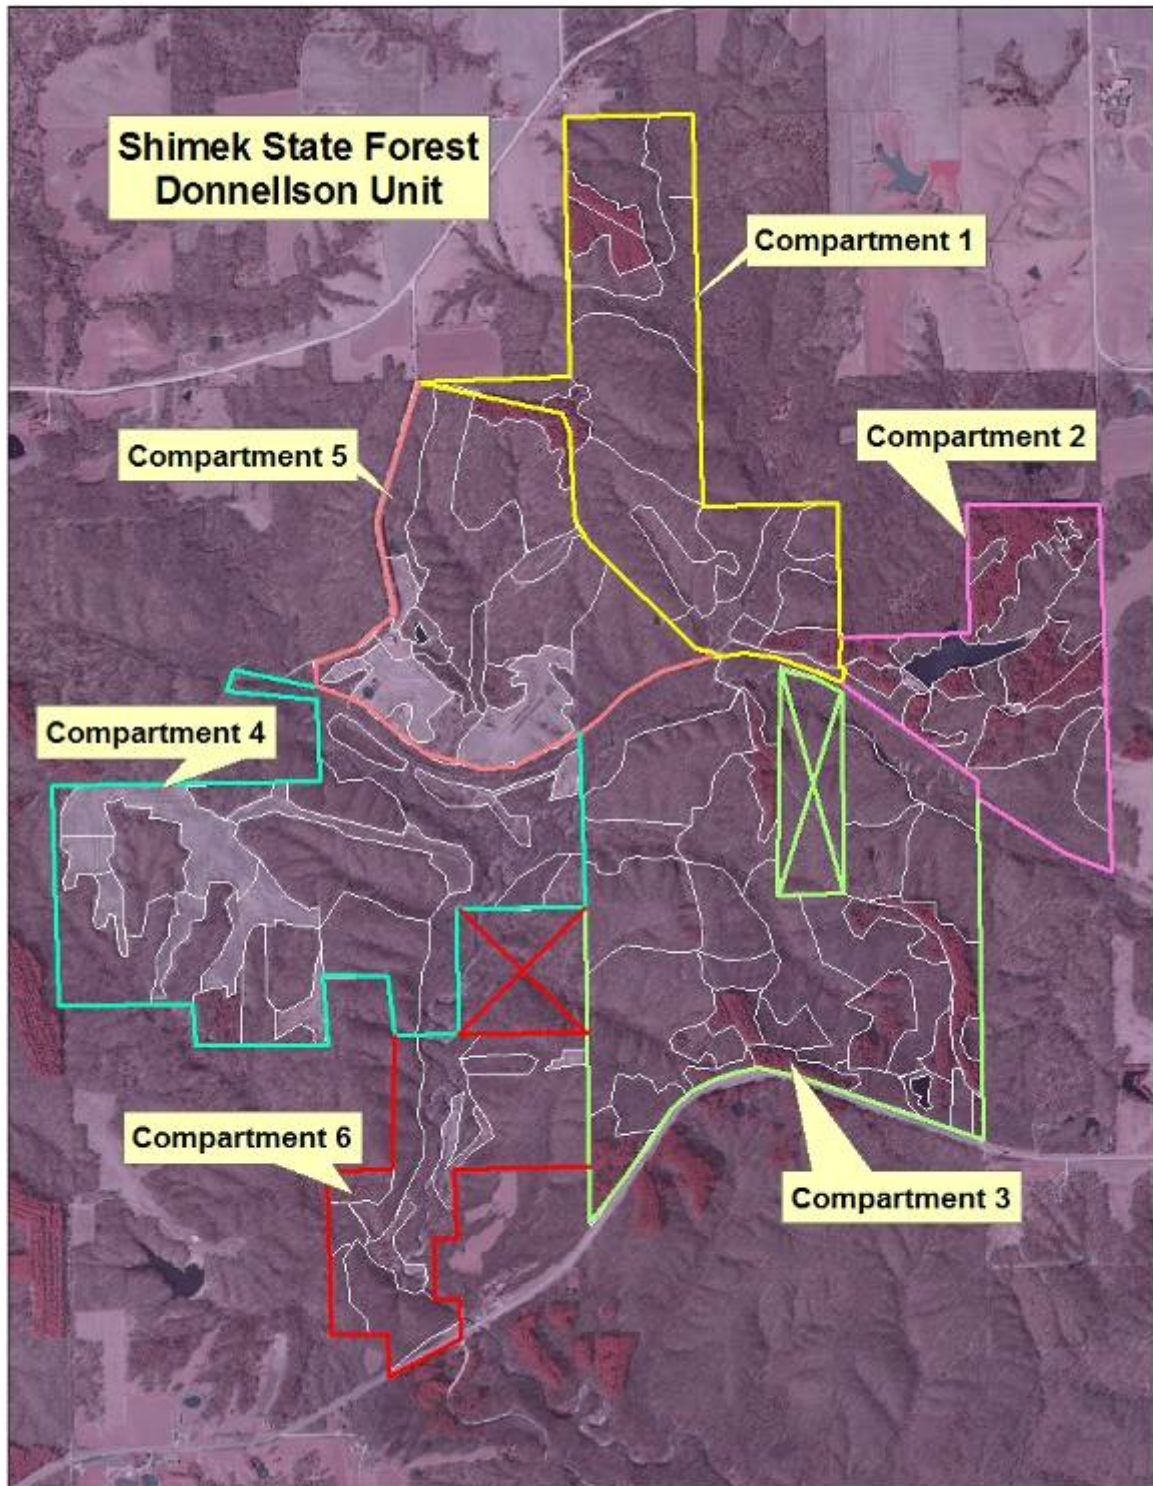 Shimek State Forest
Donnellson Unit
Compartment 1
Compartment 2
Compartment 5
Compartment 4
Compartment 6
Compartment 3